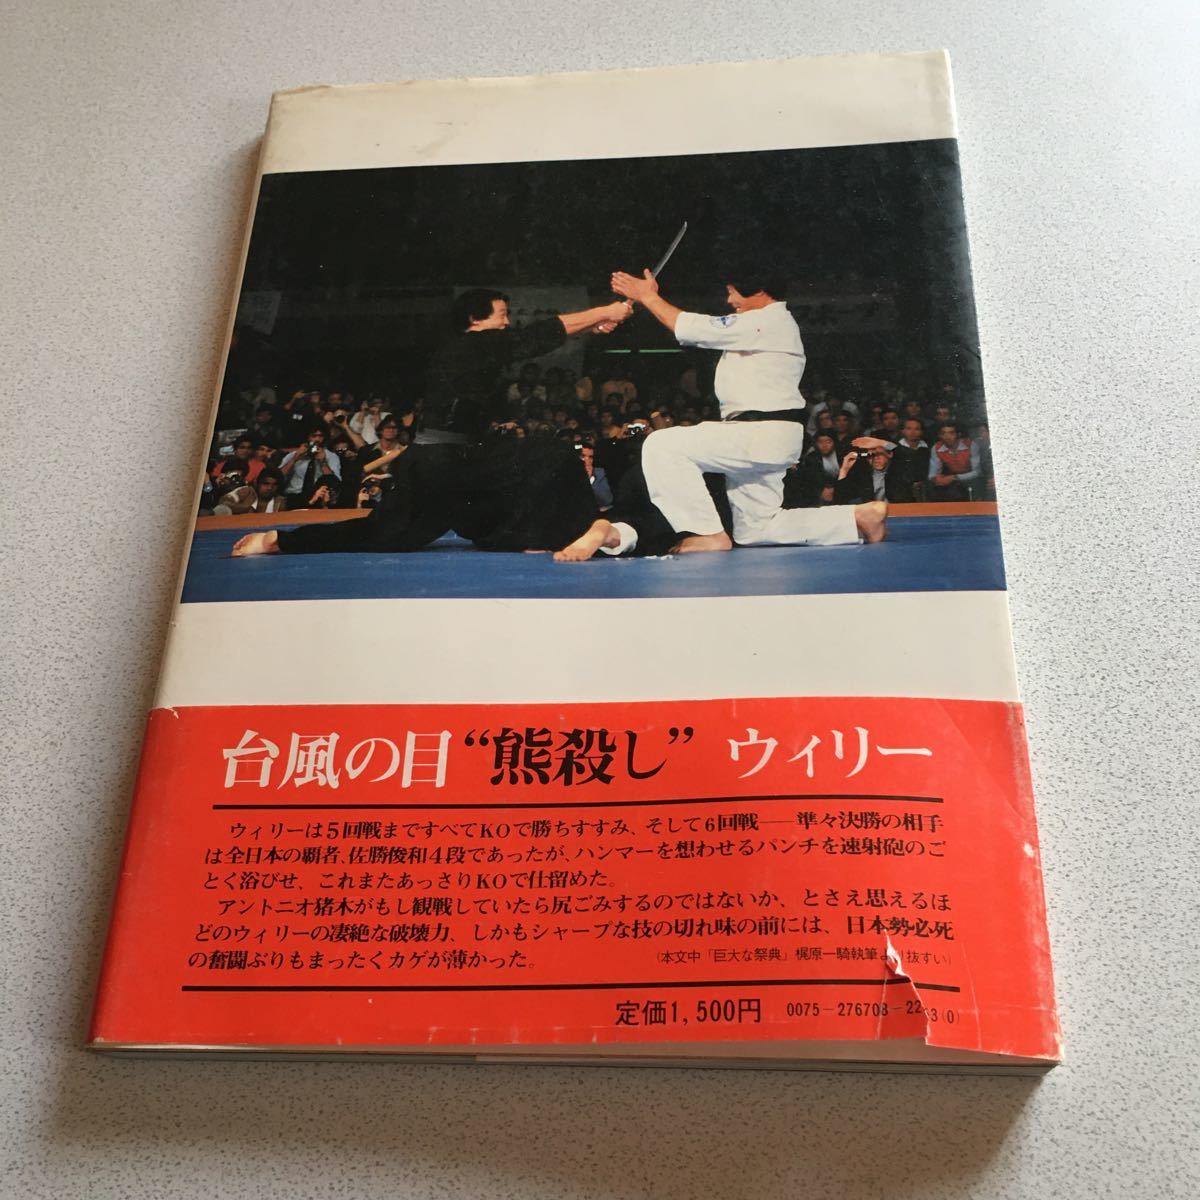 台風の目“熊殺し” ウィリー
ウィリーは5回戦まですべてKOで勝ちすすみ、そして6回戦――準々決勝の相手
は全日本の覇者、佐勝俊和4段であったが、ハンマーを想わせるパンチを速射砲のご
とく浴びせ、これまたあっさりKOで仕留めた。
アントニオ猪木がもし観戦していたら尻ごみするのではないか、とさえ思えるほ
どのウィリーの凄絶な破壊力、しかもシャープな技の切れ味の前には、日本勢必死
の奮闘ぶりもまったくカゲが薄かった。
(本文中「巨大な祭典」梶原一騎執筆より抜すい)
定価1,500円 0075-276703-22 3(0)